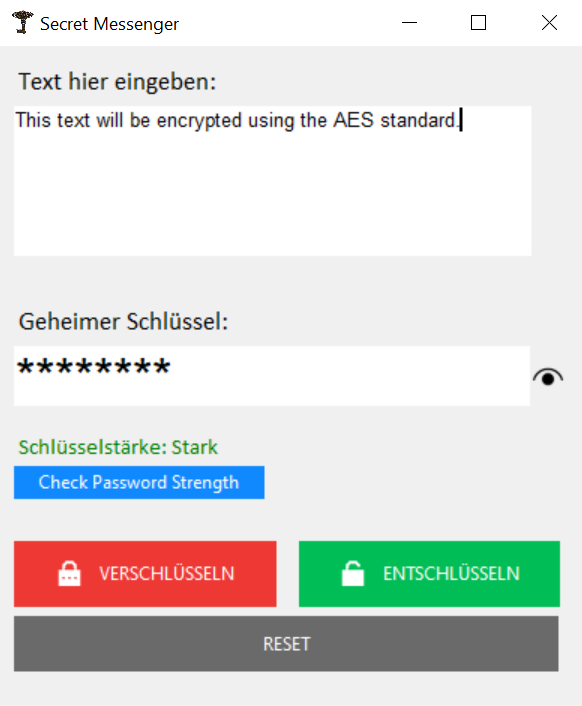 Secret Messenger
Text hier eingeben:
This text will be encrypted using the AES standard.
Geheimer Schlüssel:
********
Schlüsselstärke: Stark
Check Password Strength
VERSCHLÜSSELN
ENTSCHLÜSSELN
RESET